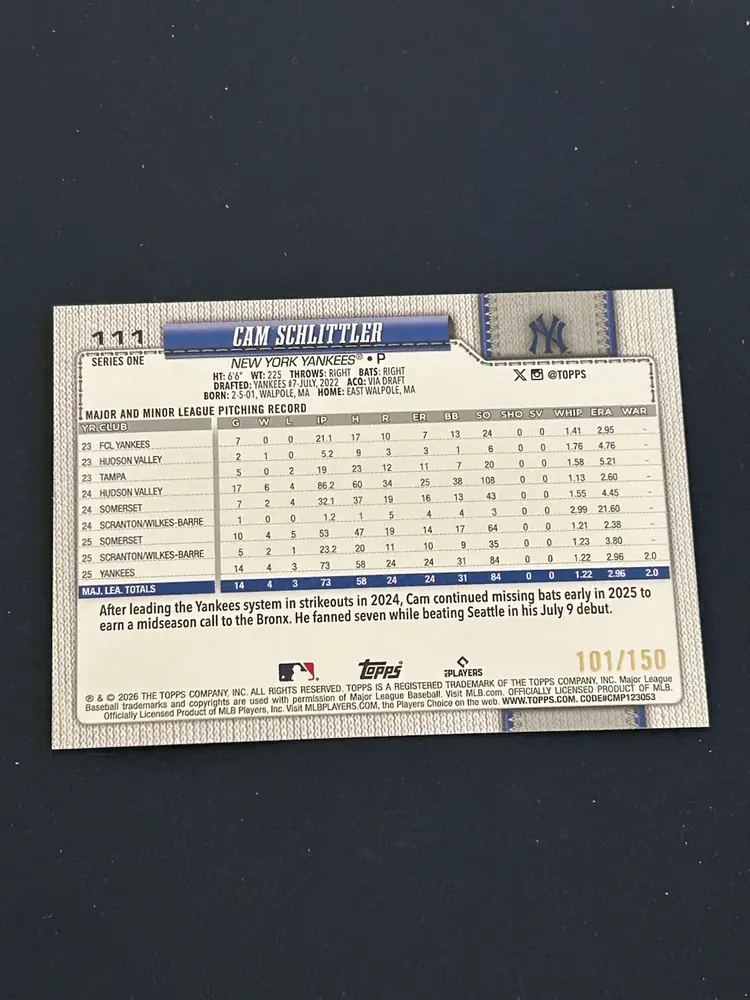 111
CAM SCHLITTLER
SERIES ONE
NEW YORK YANKEES® • P
HT: 6'6" WT: 225 THROWS: RIGHT BATS: RIGHT
DRAFTED: YANKEES #7-JULY, 2022 ACQ: VIA DRAFT
BORN: 2-5-01, WALPOLE, MA HOME: EAST WALPOLE, MA
NY
X @TOPPS
MAJOR AND MINOR LEAGUE PITCHING RECORD
YR CLUB G W L IP H R ER BB SO SHO SV WHIP ERA WAR
23 FCL YANKEES 7 0 0 21.1 17 10 7 13 24 0 0 1.41 2.95 -
23 HUDSON VALLEY 2 1 0 5.2 9 3 3 1 6 0 0 1.76 4.76 -
23 TAMPA 5 0 2 19 23 12 11 7 20 0 0 1.58 5.21 -
24 HUDSON VALLEY 17 6 4 86.2 60 34 25 38 108 0 0 1.13 2.60 -
24 SOMERSET 7 2 4 32.1 37 19 16 13 43 0 0 1.55 4.45 -
24 SCRANTON/WILKES-BARRE 1 0 0 1.2 1 5 4 4 3 0 0 2.99 21.60 -
25 SOMERSET 10 4 5 53 47 19 14 17 64 0 0 1.21 2.38 -
25 SCRANTON/WILKES-BARRE 5 2 1 23.2 20 11 10 9 35 0 0 1.23 3.80 -
25 YANKEES 14 4 3 73 58 24 24 31 84 0 0 1.22 2.96 2.0
MAJ. LEA. TOTALS 14 4 3 73 58 24 24 31 84 0 0 1.22 2.96 2.0
After leading the Yankees system in strikeouts in 2024, Cam continued missing bats early in 2025 to
earn a midseason call to the Bronx. He fanned seven while beating Seattle in his July 9 debut.
101/150
topps
PLAYERS
® & © 2026 THE TOPPS COMPANY, INC. ALL RIGHTS RESERVED. TOPPS IS A REGISTERED TRADEMARK OF THE TOPPS COMPANY, INC. Major League
Baseball trademarks and copyrights are used with permission of Major League Baseball. Visit MLB.com. OFFICIALLY LICENSED PRODUCT OF MLB.
Officially Licensed Product of MLB Players, Inc. Visit MLBPLAYERS.COM, the Players Choice on the web. WWW.TOPPS.COM. CODE#CMP123053